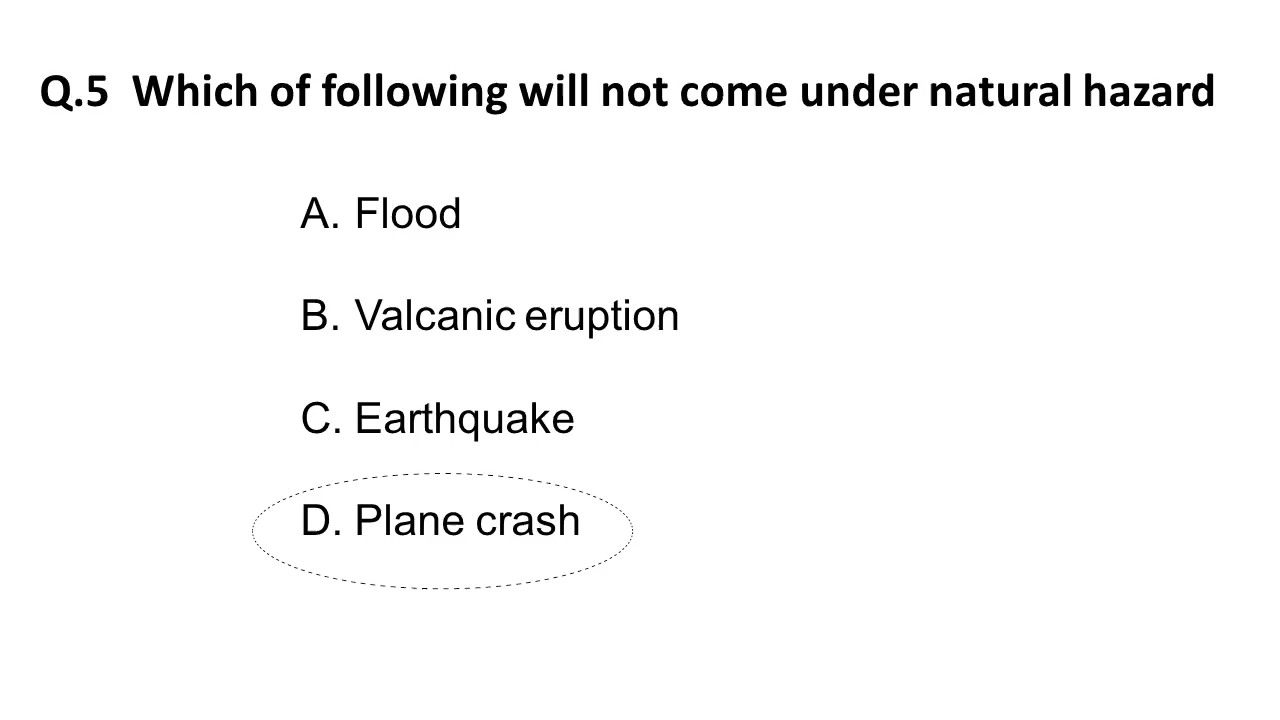 Q.5 Which of following will not come under natural hazard
A. Flood
B. Valcanic eruption
C. Earthquake
D. Plane crash